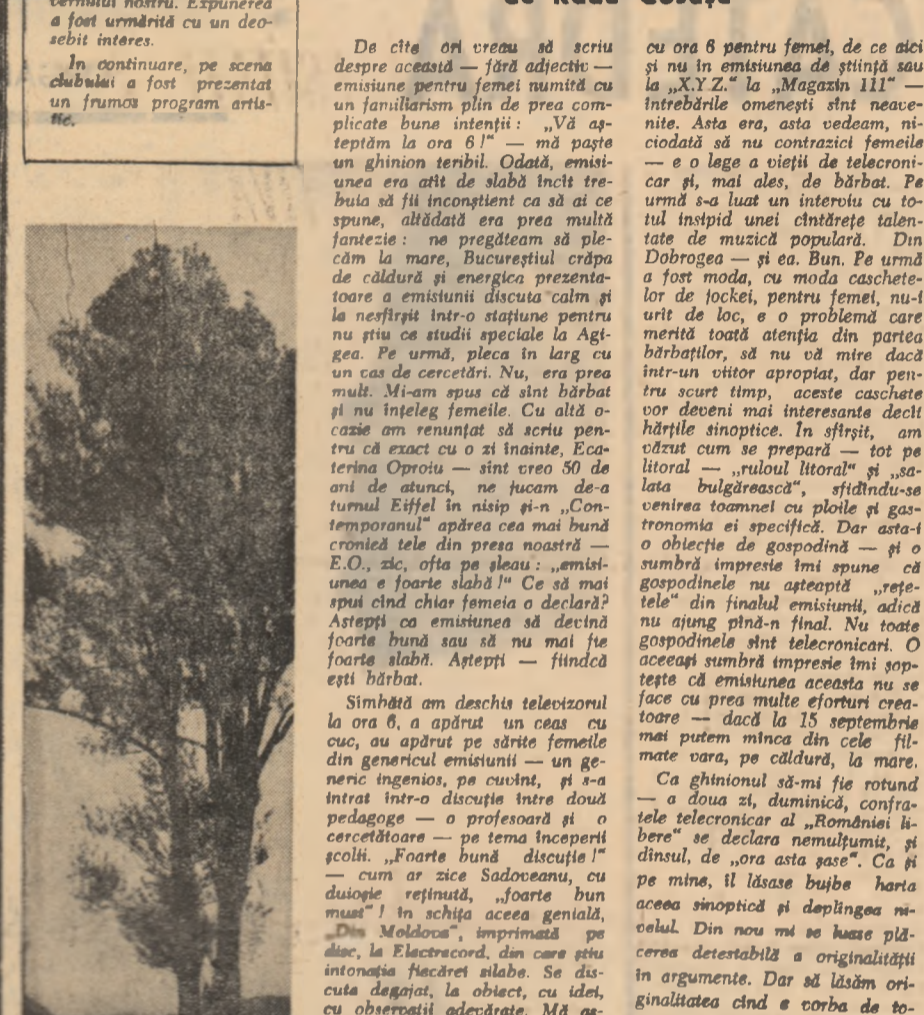 vernului nostru. Expunerea
a fost urmărită cu un deo-
sebit interes.
In continuare, pe scena
clubului a fost prezentat
un frumos program artis-
tic.
de Radu Cosașu
De cîte ori vreau să scriu
despre această — fără adjectiv —
emisiune pentru femei numită cu
un familiarism plin de prea com-
plicate bune intenții : „Vă aș-
teptăm la ora 6 !“ — mă paște
un ghinion teribil. Odată, emisi-
unea era atît de slabă încît tre-
buia să fii inconștient ca să ai ce
spune, altădată era prea multă
fantezie : ne pregăteam să ple-
căm la mare, Bucureștiul crăpa
de căldură și energica prezenta-
toare a emisiunii discuta calm și
la nesfîrșit într-o stațiune pentru
nu știu ce studii speciale la Agi-
gea. Pe urmă, pleca în larg cu
un vas de cercetări. Nu, era prea
mult. Mi-am spus că sînt bărbat
și nu înțeleg femeile. Cu altă o-
cazie am renunțat să scriu pen-
tru că exact cu o zi înainte, Eca-
terina Oproiu — sînt vreo 50 de
ani de atunci, ne jucam de-a
turnul Eiffel în nisip și-n „Con-
temporanul“ apărea cea mai bună
cronică tele din presa noastră —
E.O., zic, ofta pe șleau : „emisi-
unea e foarte slabă !“ Ce să mai
spui cînd chiar femeia o declară?
Aștepți ca emisiunea să devină
foarte bună sau să nu mai fie
foarte slabă. Aștepți — fiindcă
ești bărbat.
Simbătă am deschis televizorul
la ora 6, a apărut un ceas cu
cuc, au apărut pe sărite femeile
din genericul emisiunii — un ge-
neric ingenios, pe cuvînt, și s-a
intrat într-o discuție între două
pedagoge — o profesoară și o
cercetătoare — pe tema începerii
școlii. „Foarte bună discuție !“
— cum ar zice Sadoveanu, cu
duioșie reținută, „foarte bun
must“ ! în schița aceea genială,
„Din Moldova“, imprimată pe
disc, la Electrecord, din care știu
intonația fiecărei silabe. Se dis-
cuta degajat, la obiect, cu idei,
cu observații adevărate. Mă aș-
cu ora 6 pentru femei, de ce aici
și nu în emisiunea de știință sau
la „X.Y.Z.“ la „Magazin 111“ —
întrebările omenești sînt neave-
nite. Asta era, asta vedeam, ni-
ciodată să nu contrazici femeile
— e o lege a vieții de telecroni-
car și, mai ales, de bărbat. Pe
urmă s-a luat un interviu cu to-
tul insipid unei cîntărețe talen-
tate de muzică populară. Din
Dobrogea — și ea. Bun. Pe urmă
a fost moda, cu moda caschete-
lor de jockei, pentru femei, nu-i
urît de loc, e o problemă care
merită toată atenția din partea
bărbaților, să nu vă mire dacă
într-un viitor apropiat, dar pen-
tru scurt timp, aceste caschete
vor deveni mai interesante decît
hărțile sinoptice. In sfîrșit, am
văzut cum se prepară — tot pe
litoral — „ruloul litoral“ și „sa-
lata bulgărească“, sfidîndu-se
venirea toamnei cu ploile și gas-
tronomia ei specifică. Dar asta-i
o obiecție de gospodină — și o
sumbră impresie îmi spune că
gospodinele nu așteaptă „rețe-
tele“ din finalul emisiunii, adică
nu ajung pînă-n final. Nu toate
gospodinele sînt telecronicari. O
aceeași sumbră impresie îmi șop-
tește că emisiunea aceasta nu se
face cu prea multe eforturi crea-
toare — dacă la 15 septembrie
mai putem mînca din cele fil-
mate vara, pe căldură, la mare.
Ca ghinionul să-mi fie rotund
— a doua zi, duminică, confra-
tele telecronicar al „României li-
bere“ se declara nemulțumit, și
dînsul, de „ora asta șase“. Ca și
pe mine, îl lăsase bujbe harta
aceea sinoptică și deplîngea ni-
velul. Din nou mi se luase plă-
cerea detestabilă a originalității
în argumente. Dar să lăsăm ori-
ginalitatea cînd e vorba de to-